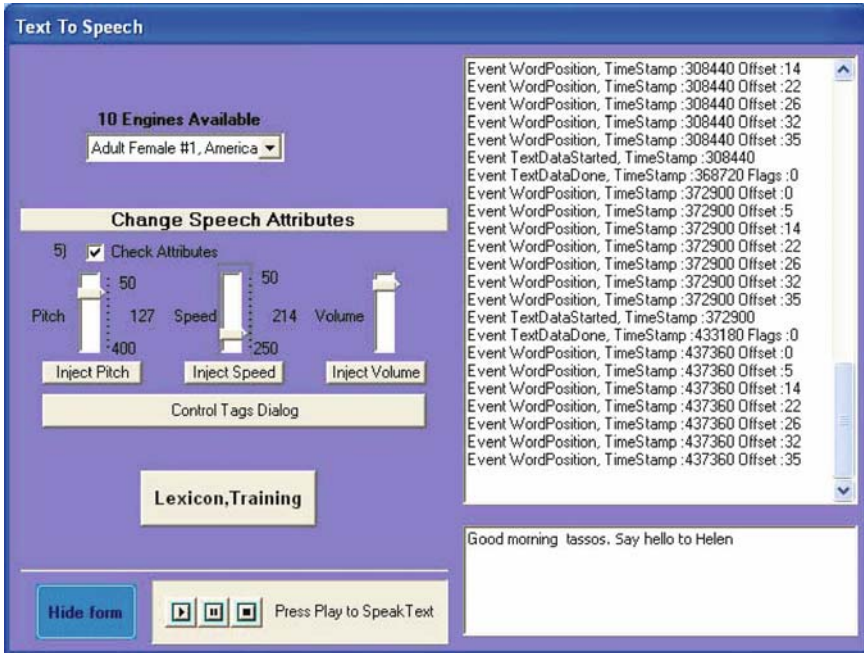 Text To Speech
10 Engines Available
Adult Female #1, America
Change Speech Attributes
5) Check Attributes
50 50
Pitch 127 Speed 214 Volume
400 250
Inject Pitch Inject Speed Inject Volume
Control Tags Dialog
Lexicon,Training
Hide form Press Play to SpeakText
Event WordPosition, TimeStamp :308440 Offset :14
Event WordPosition, TimeStamp :308440 Offset :22
Event WordPosition, TimeStamp :308440 Offset :26
Event WordPosition, TimeStamp :308440 Offset :32
Event WordPosition, TimeStamp :308440 Offset :35
Event TextDataStarted, TimeStamp :308440
Event TextDataDone, TimeStamp :368720 Flags :0
Event WordPosition, TimeStamp :372900 Offset :0
Event WordPosition, TimeStamp :372900 Offset :5
Event WordPosition, TimeStamp :372900 Offset :14
Event WordPosition, TimeStamp :372900 Offset :22
Event WordPosition, TimeStamp :372900 Offset :26
Event WordPosition, TimeStamp :372900 Offset :32
Event WordPosition, TimeStamp :372900 Offset :35
Event TextDataStarted, TimeStamp :372900
Event TextDataDone, TimeStamp :433180 Flags :0
Event WordPosition, TimeStamp :437360 Offset :0
Event WordPosition, TimeStamp :437360 Offset :5
Event WordPosition, TimeStamp :437360 Offset :14
Event WordPosition, TimeStamp :437360 Offset :22
Event WordPosition, TimeStamp :437360 Offset :26
Event WordPosition, TimeStamp :437360 Offset :32
Event WordPosition, TimeStamp :437360 Offset :35
Good morning tassos. Say hello to Helen